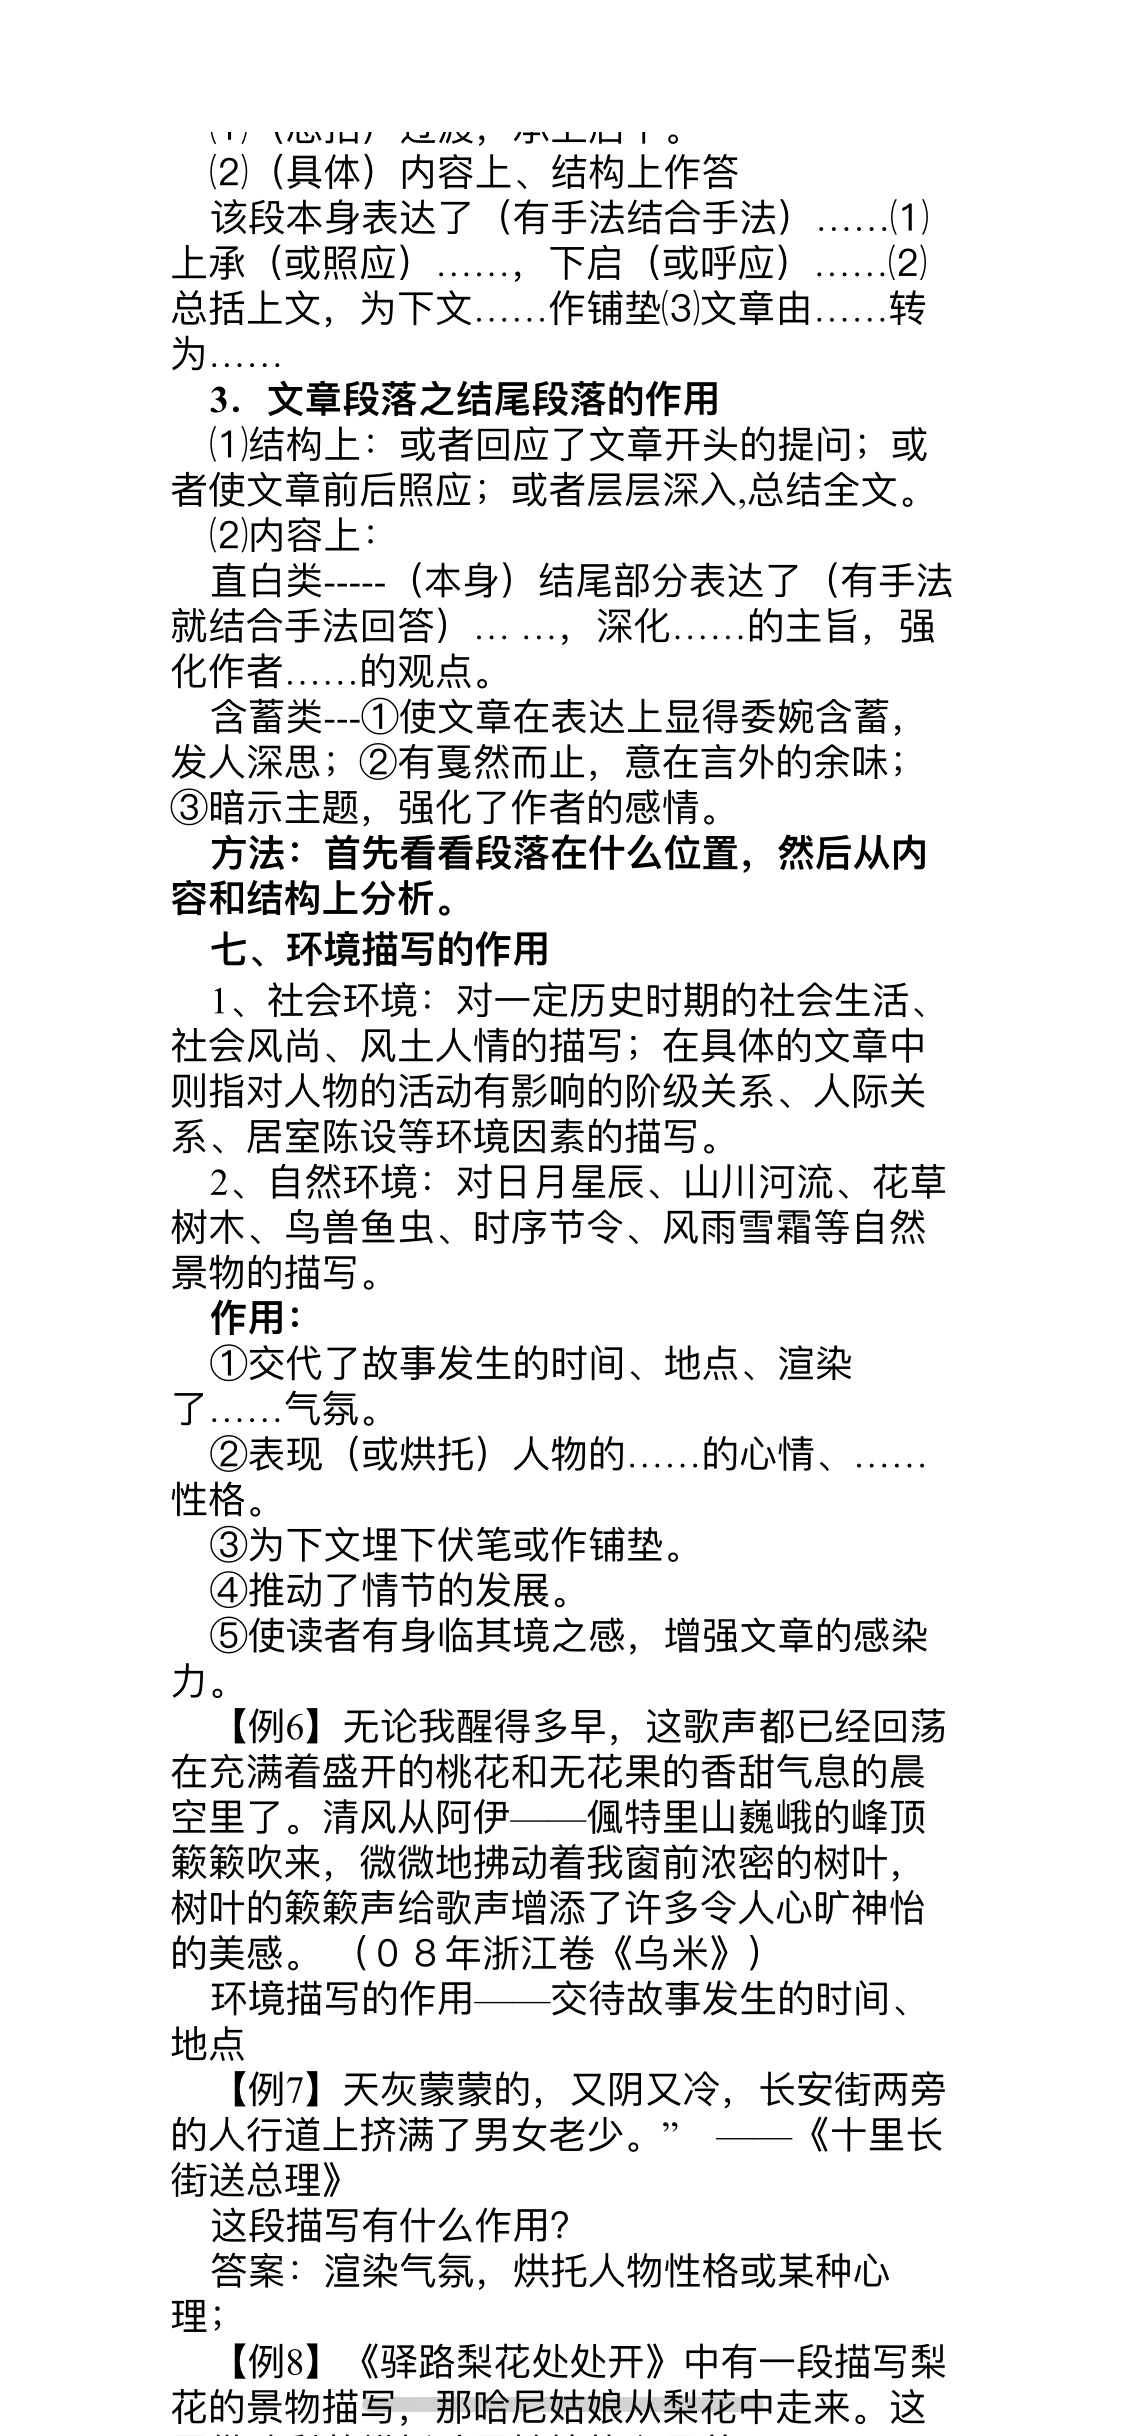 ⑴（总括）过渡，承上启下。
⑵（具体）内容上、结构上作答
该段本身表达了（有手法结合手法）……⑴
上承（或照应）……，下启（或呼应）……⑵
总括上文，为下文……作铺垫⑶文章由……转
为……
3．文章段落之结尾段落的作用
⑴结构上：或者回应了文章开头的提问；或
者使文章前后照应；或者层层深入,总结全文。
⑵内容上：
直白类-----（本身）结尾部分表达了（有手法
就结合手法回答）… …，深化……的主旨，强
化作者……的观点。
含蓄类---①使文章在表达上显得委婉含蓄，
发人深思；②有戛然而止，意在言外的余味；
③暗示主题，强化了作者的感情。
方法：首先看看段落在什么位置，然后从内
容和结构上分析。
七、环境描写的作用
1、社会环境：对一定历史时期的社会生活、
社会风尚、风土人情的描写；在具体的文章中
则指对人物的活动有影响的阶级关系、人际关
系、居室陈设等环境因素的描写。
2、自然环境：对日月星辰、山川河流、花草
树木、鸟兽鱼虫、时序节令、风雨雪霜等自然
景物的描写。
作用：
①交代了故事发生的时间、地点、渲染
了……气氛。
②表现（或烘托）人物的……的心情、……
性格。
③为下文埋下伏笔或作铺垫。
④推动了情节的发展。
⑤使读者有身临其境之感，增强文章的感染
力。
【例6】无论我醒得多早，这歌声都已经回荡
在充满着盛开的桃花和无花果的香甜气息的晨
空里了。清风从阿伊——佩特里山巍峨的峰顶
簌簌吹来，微微地拂动着我窗前浓密的树叶，
树叶的簌簌声给歌声增添了许多令人心旷神怡
的美感。（０８年浙江卷《乌米》）
环境描写的作用——交待故事发生的时间、
地点
【例7】天灰蒙蒙的，又阴又冷，长安街两旁
的人行道上挤满了男女老少。” ——《十里长
街送总理》
这段描写有什么作用？
答案：渲染气氛，烘托人物性格或某种心
理；
【例8】《驿路梨花处处开》中有一段描写梨
花的景物描写，那哈尼姑娘从梨花中走来。这